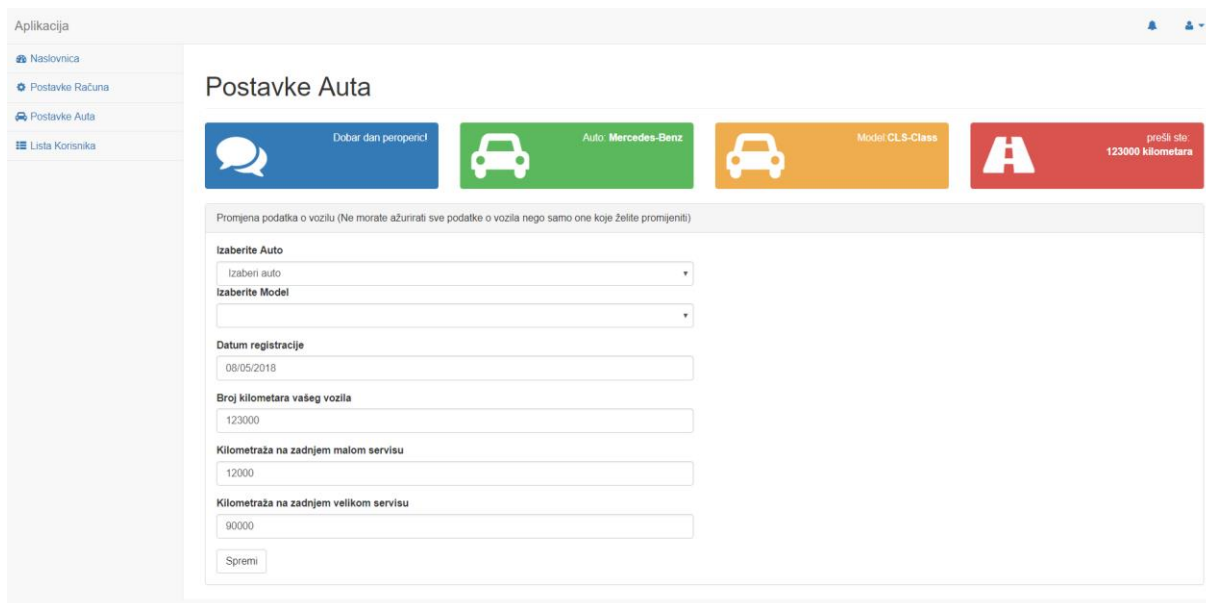 Aplikacija
Naslovnica
Postavke Računa
Postavke Auta
Lista Korisnika
Postavke Auta
Dobar dan peroperic!
Auto: Mercedes-Benz
Model:CLS-Class
prešli ste:
123000 kilometara
Promjena podatka o vozilu (Ne morate ažurirati sve podatke o vozila nego samo one koje želite promijeniti)
Izaberite Auto
Izaberi auto
Izaberite Model
Datum registracije
08/05/2018
Broj kilometara vašeg vozila
123000
Kilometraža na zadnjem malom servisu
12000
Kilometraža na zadnjem velikom servisu
90000
Spremi